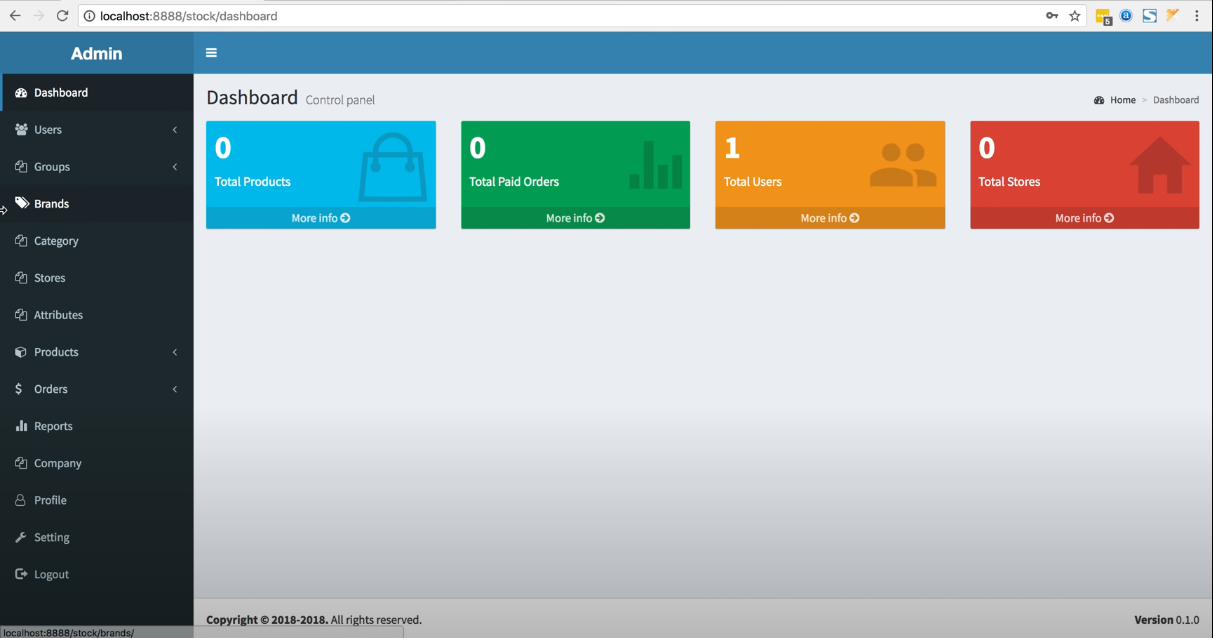 localhost:8888/stock/dashboard
5
Admin
Dashboard
Users
Groups
Brands
Category
Stores
Attributes
Products
Orders
Reports
Company
Profile
Setting
Logout
Dashboard Control panel
Home > Dashboard
0
Total Products
More info
0
Total Paid Orders
More info
1
Total Users
More info
0
Total Stores
More info
Copyright © 2018-2018. All rights reserved.
Version 0.1.0
localhost:8888/stock/brands/